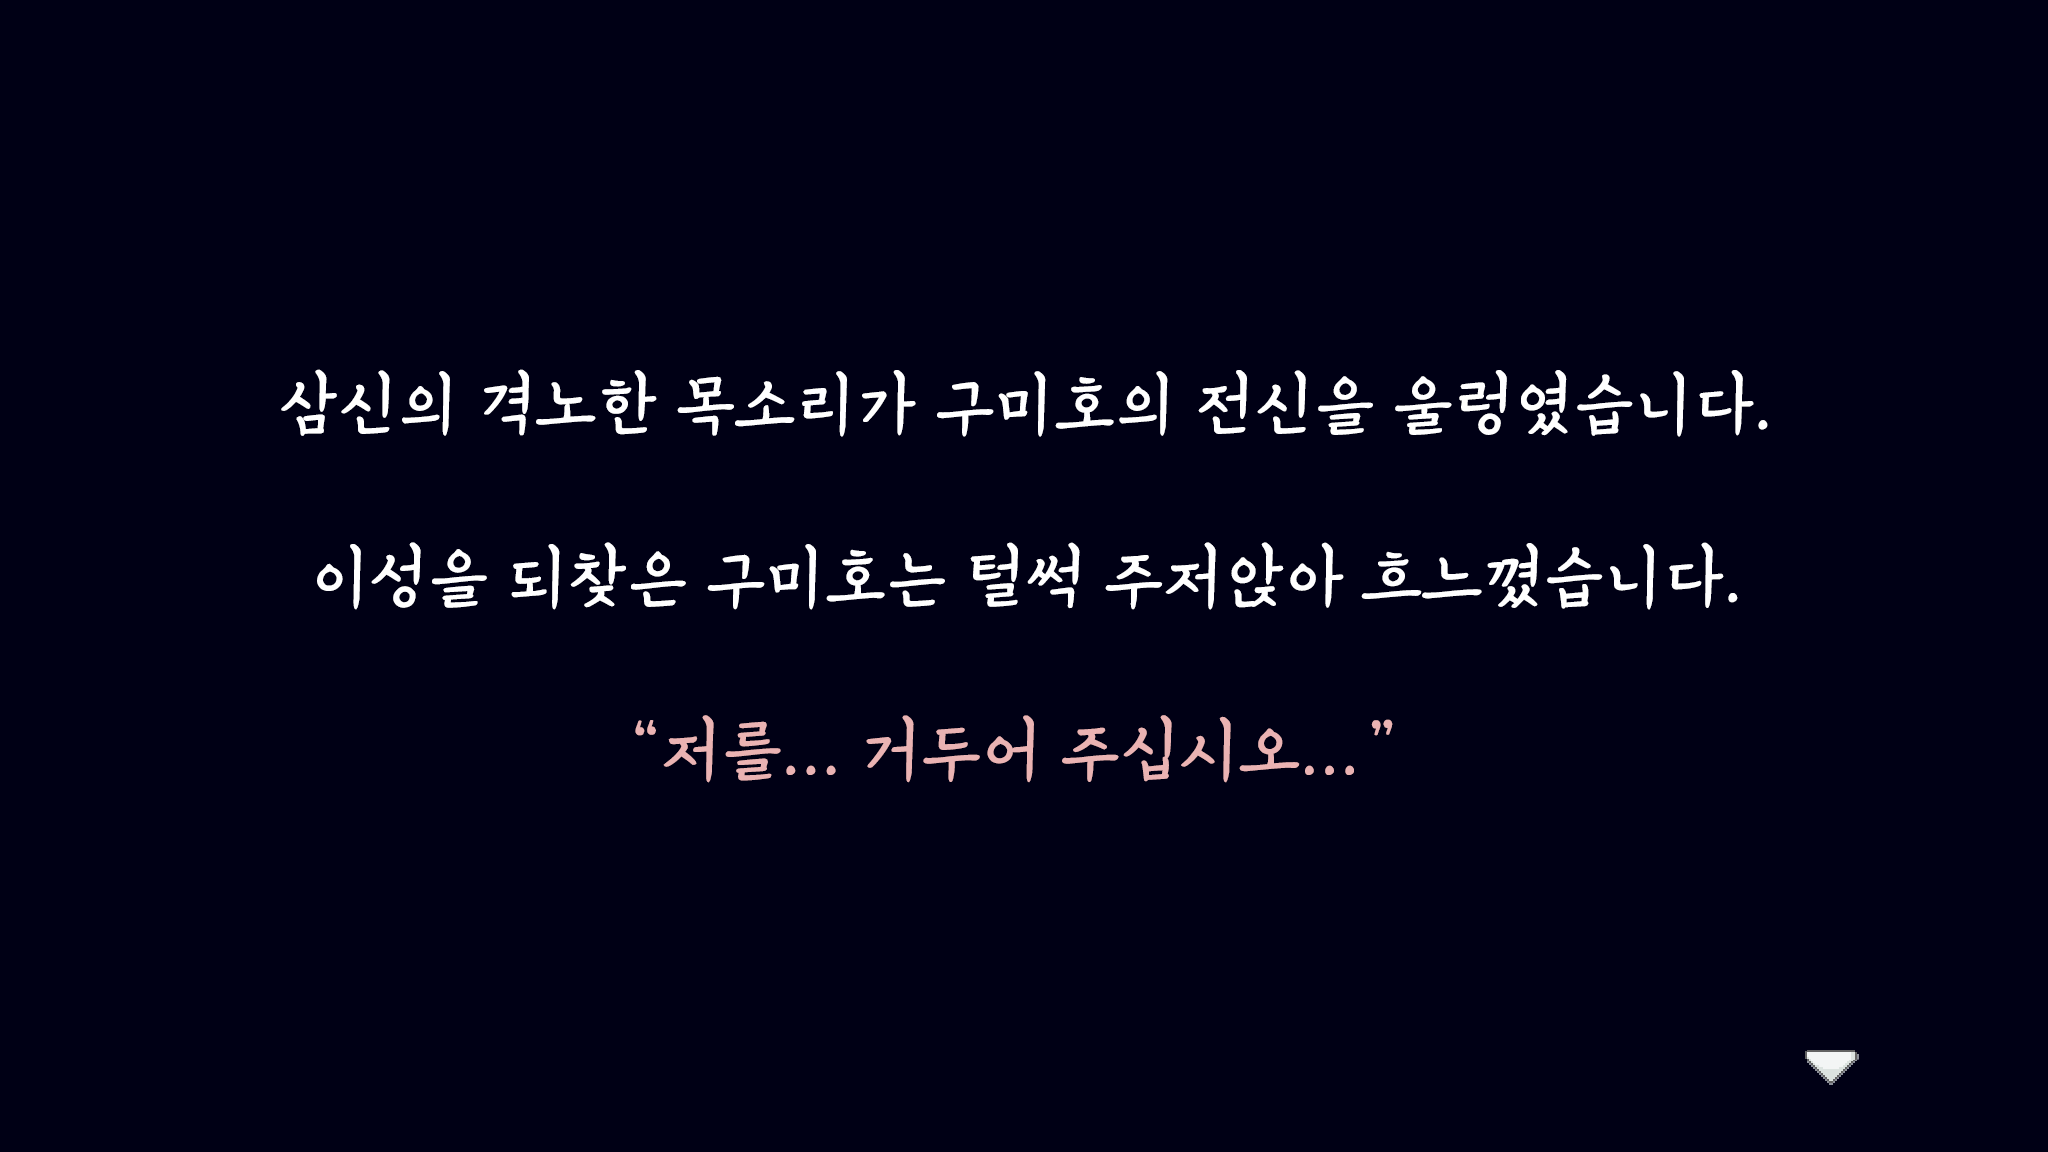 삼신의 격노한 목소리가 구미호의 전신을 울렁였습니다.
이성을 되찾은 구미호는 털썩 주저앉아 흐느꼈습니다.
“저를... 거두어 주십시오...”